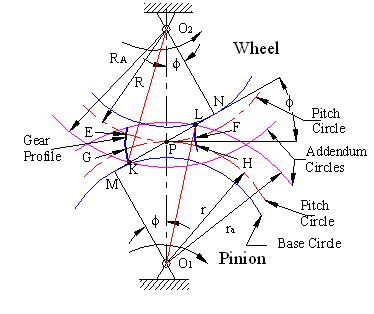 O2
RA
ϕ
Wheel
R
N
L
ϕ
E
F
Pitch
Circle
Gear
Profile
P
Addendum
Circles
G
K
H
M
Pitch
Circle
ϕ
r
ra
Base Circle
O1
Pinion